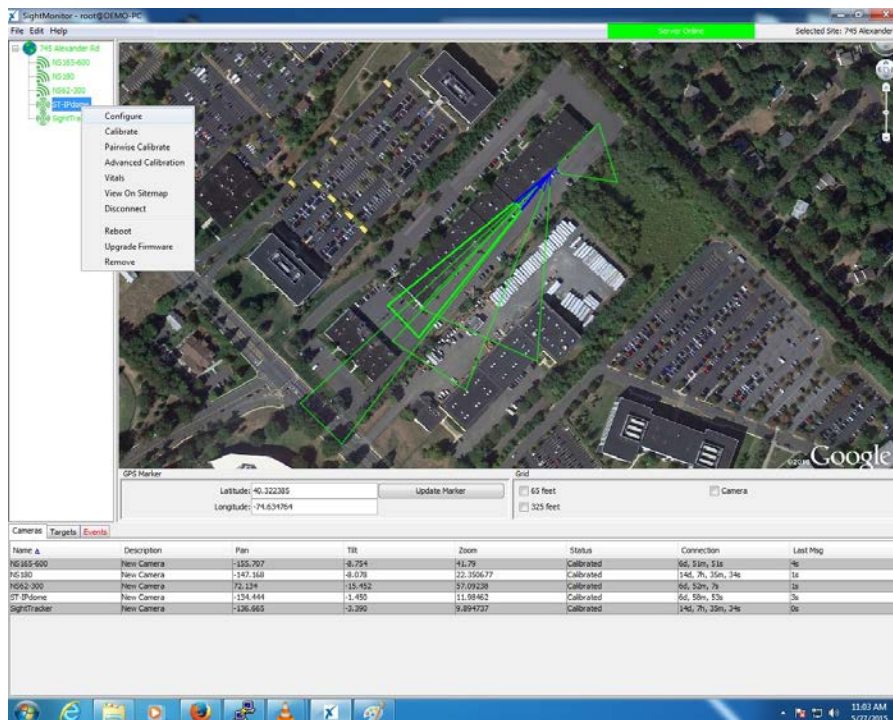 SightMonitor - root@DEMO-PC
File Edit Help
Server Online
Selected Site: 745 Alexander
745 Alexander Rd
NS165-600
NS180
NS62-300
ST-IPdome
SightTrac
Configure
Calibrate
Pairwise Calibrate
Advanced Calibration
Vitals
View On Sitemap
Disconnect
Reboot
Upgrade Firmware
Remove
Google
GPS Marker
Latitude: 40.322385
Update Marker
Longitude: -74.634764
Grid
65 feet
Camera
325 feet
Cameras Targets Events
Name Description Pan Tilt Zoom Status Connection Last Msg
NS165-600 New Camera -155.707 -8.754 41.79 Calibrated 6d, 51m, 51s 4s
NS180 New Camera -147.168 -8.078 22.350677 Calibrated 14d, 7h, 35m, 34s 1s
NS62-300 New Camera 72.134 -15.452 57.09238 Calibrated 6d, 52m, 7s 1s
ST-IPdome New Camera -134.444 -1.450 11.98462 Calibrated 6d, 58m, 53s 3s
SightTracker New Camera -136.665 -3.390 9.894737 Calibrated 14d, 7h, 35m, 34s 0s
11:03 AM
5/27/2015